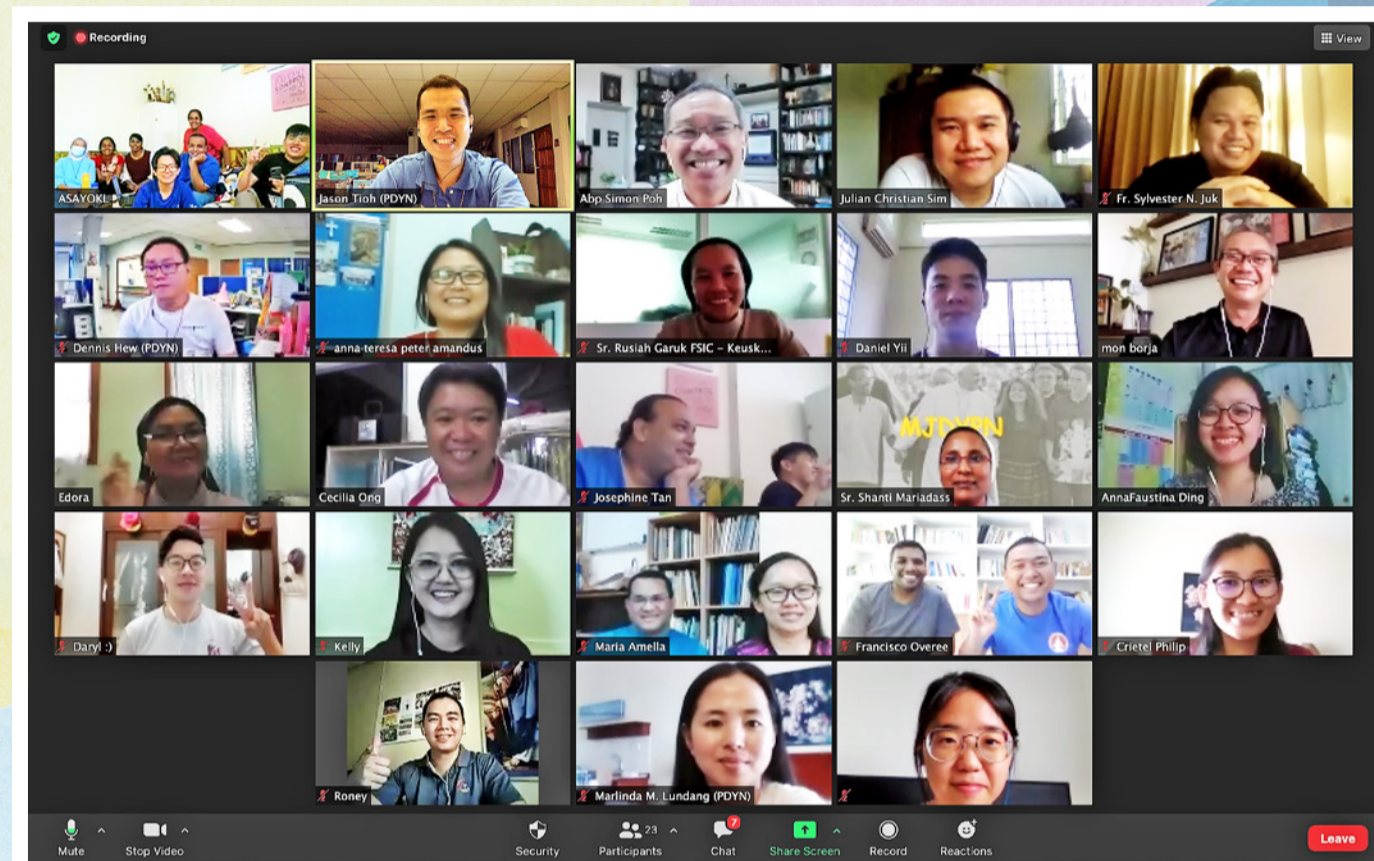 Recording
View
ASAYOKL
Jason Tioh (PDYN)
Abp Simon Poh
Julian Christian Sim
Fr. Sylvester N. Juk
Dennis Hew (PDYN)
anna-teresa peter amandus
Sr. Rusiah Garuk FSIC – Keusk...
Daniel Yii
mon borja
Edora
Cecilia Ong
Josephine Tan
MJDYPN
Sr. Shanti Mariadass
AnnaFaustina Ding
Daryl :)
Kelly
Maria Amella
Francisco Overee
Crietel Philip
Roney
Marlinda M. Lundang (PDYN)
Mute
Stop Video
Security
23
Participants
7
Chat
Share Screen
Record
Reactions
Leave